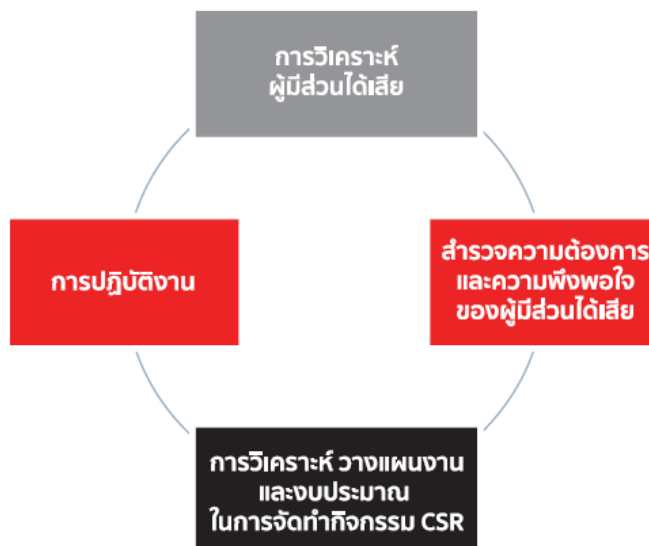 การวิเคราะห์
ผู้มีส่วนได้เสีย
สำรวจความต้องการ
และความพึงพอใจ
ของผู้มีส่วนได้เสีย
การวิเคราะห์ วางแผนงาน
และงบประมาณ
ในการจัดทำกิจกรรม CSR
การปฏิบัติงาน